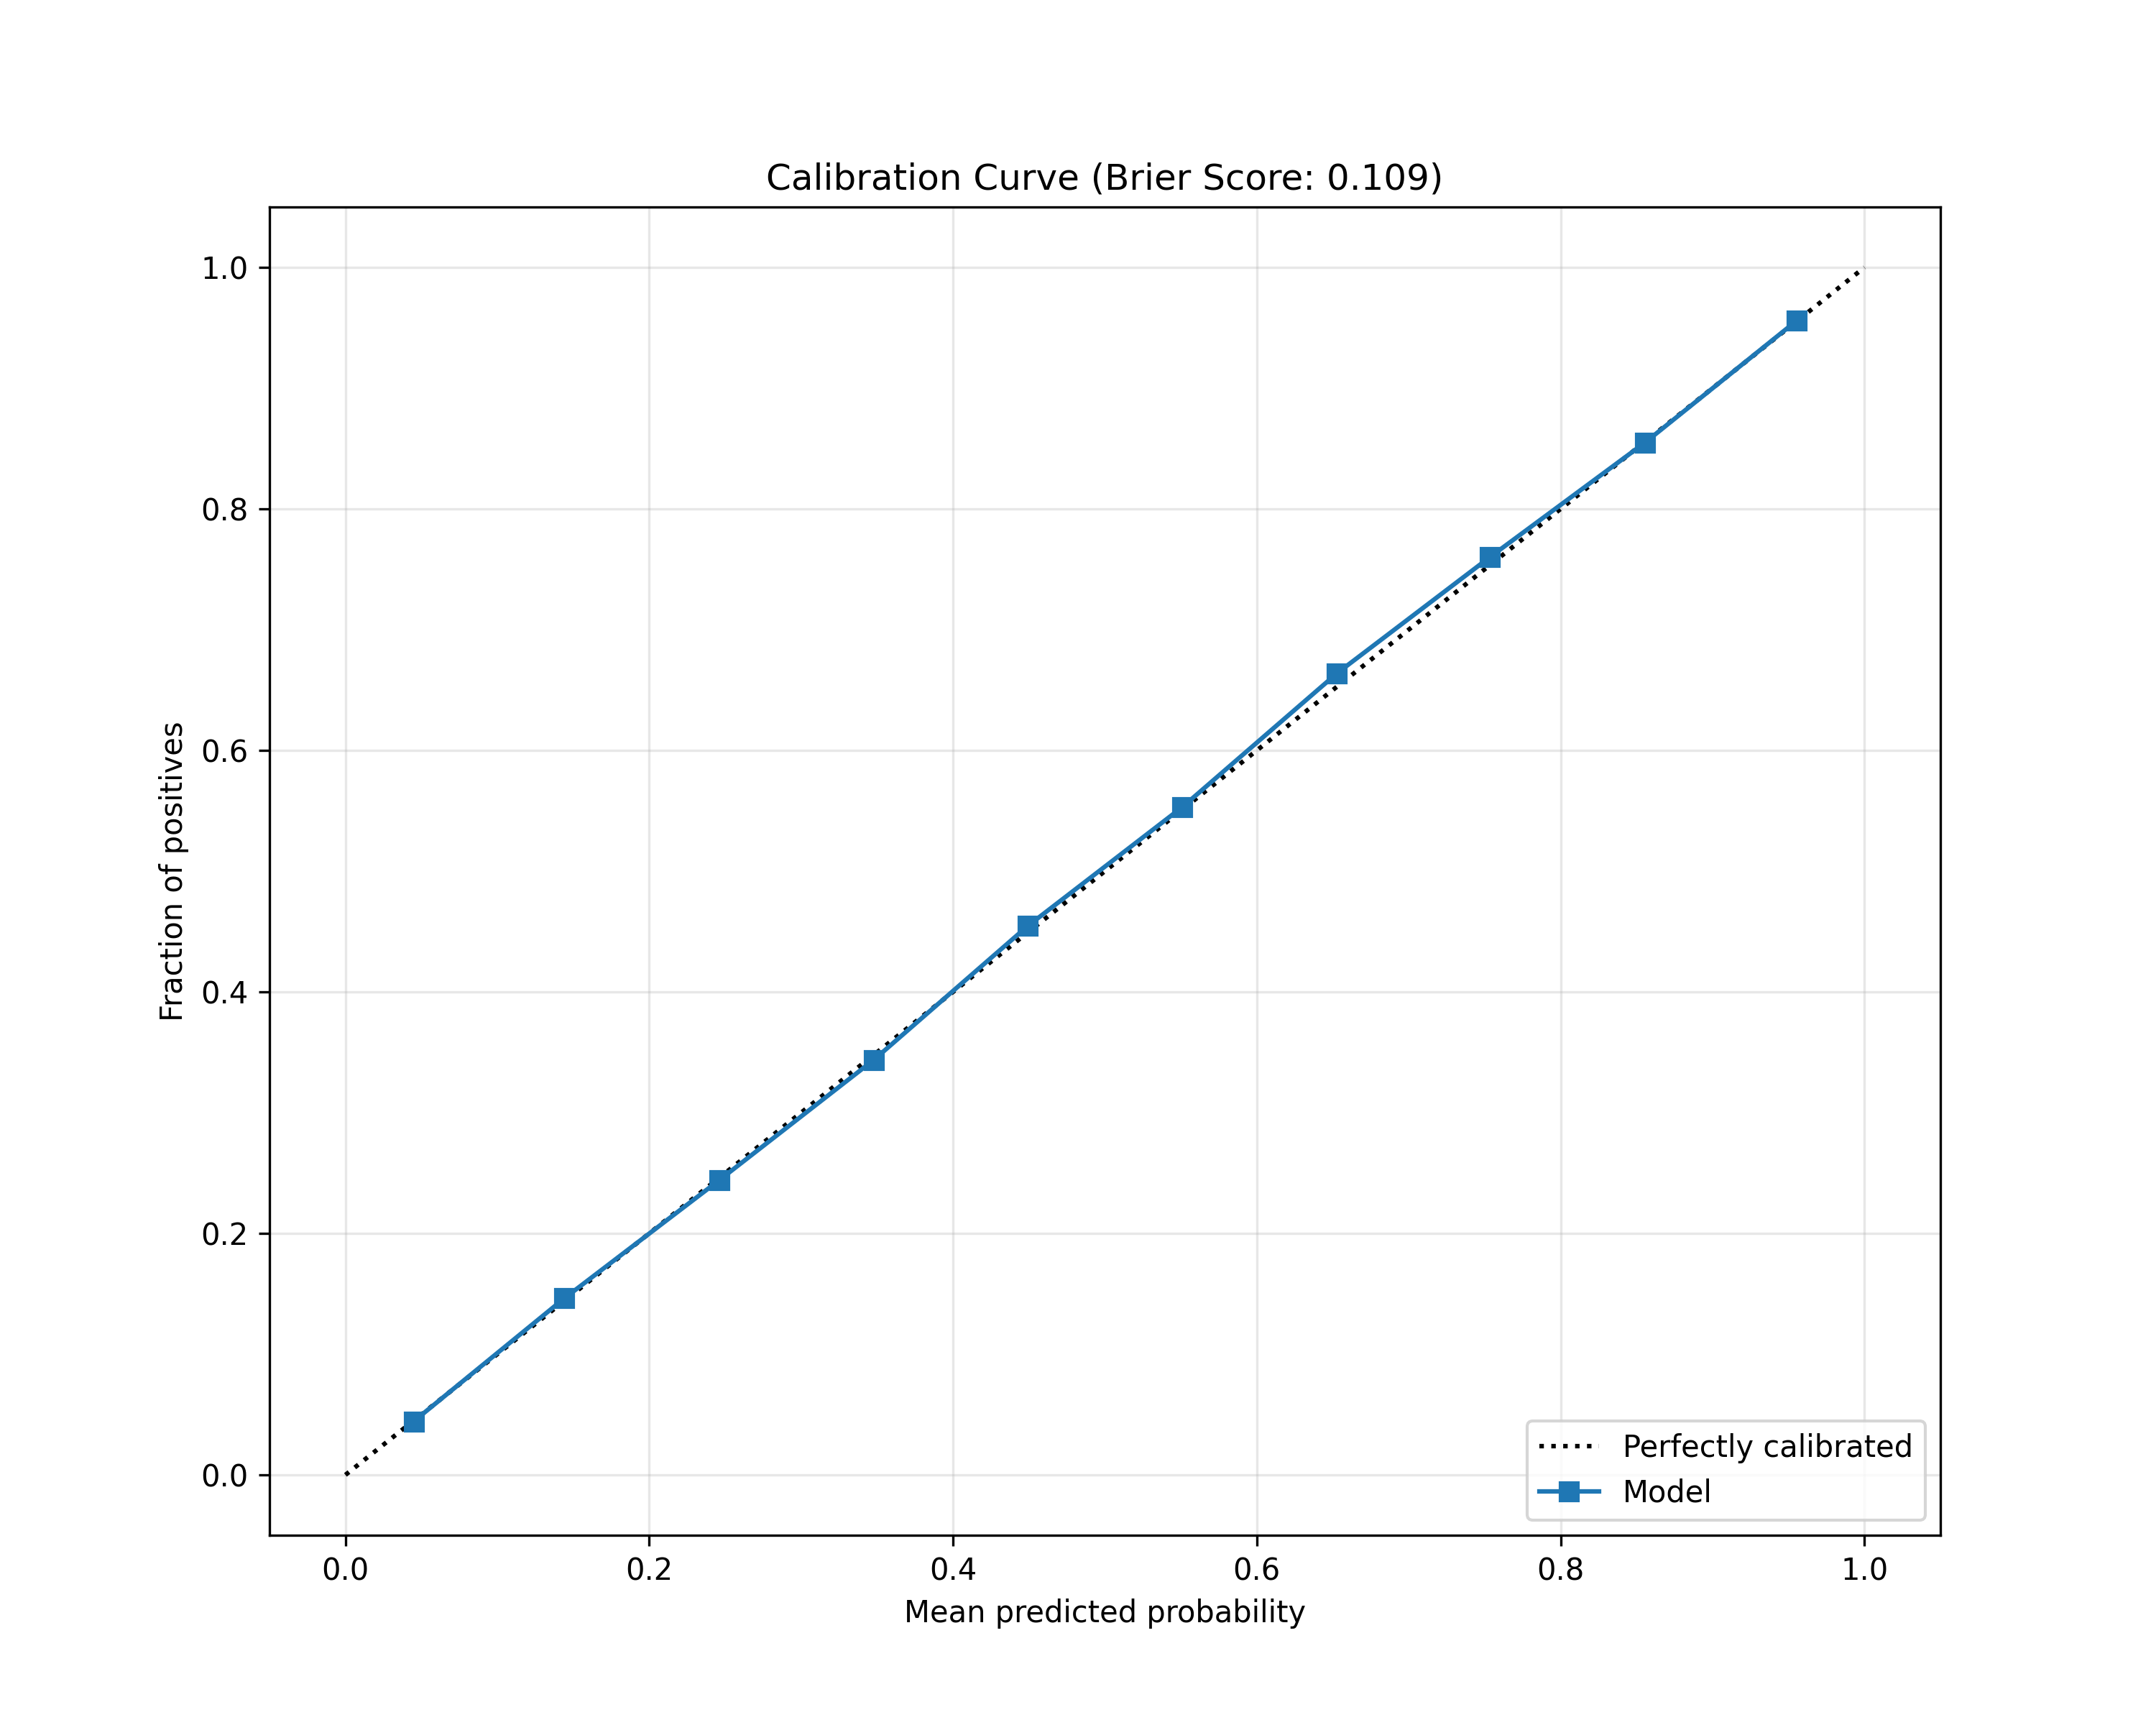 Calibration Curve (Brier Score: 0.109)
1.0
0.8
0.6
0.4
0.2
0.0
Fraction of positives
Perfectly calibrated
Model
0.0 0.2 0.4 0.6 0.8 1.0
Mean predicted probability